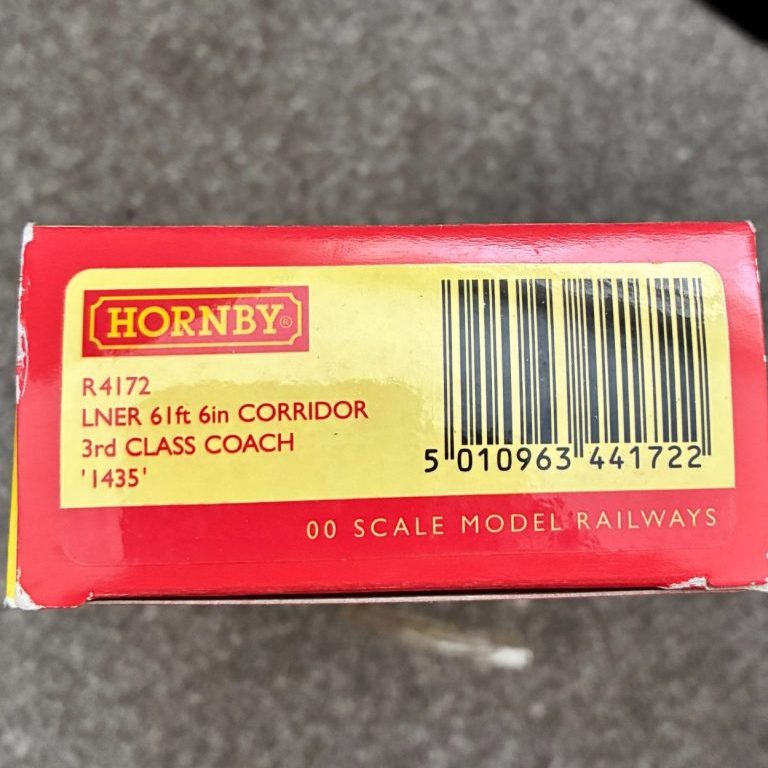 HORNBY®
R4172
LNER 61ft 6in CORRIDOR
3rd CLASS COACH
'1435'
5 010963 441722
00 SCALE MODEL RAILWAYS